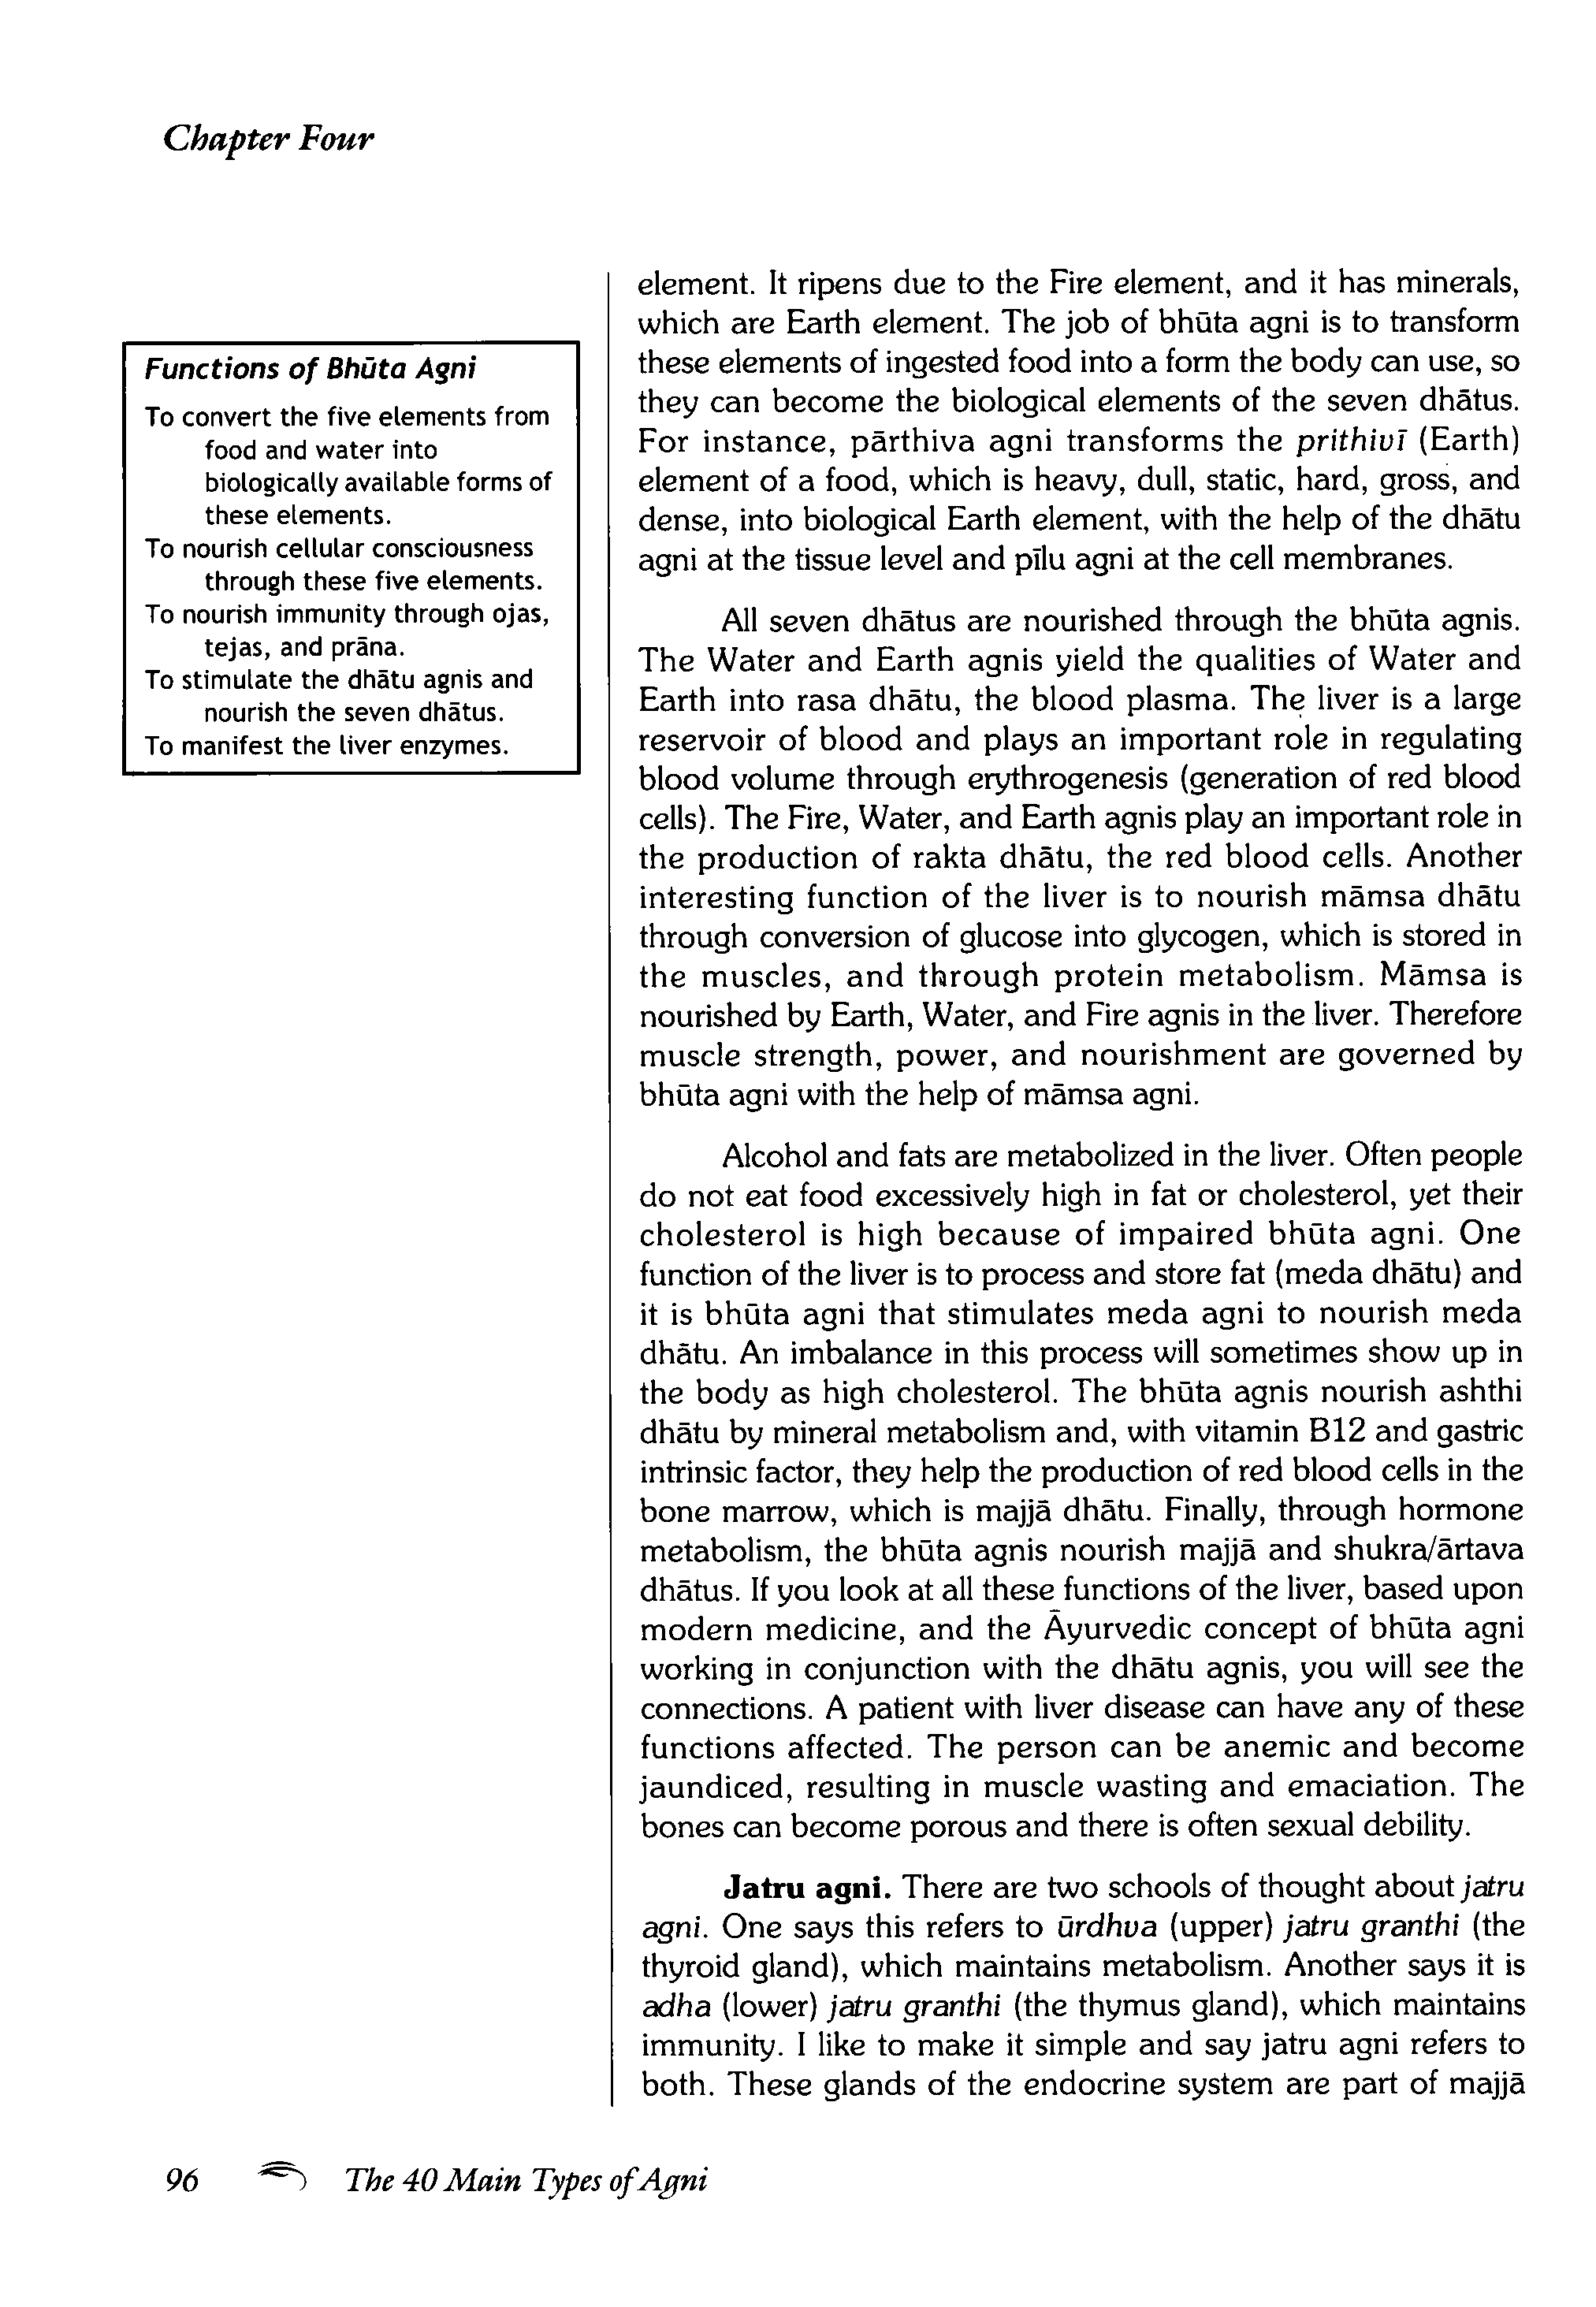 Chapter Four
Functions of Bhūta Agni
To convert the five elements from
food and water into
biologically available forms of
these elements.
To nourish cellular consciousness
through these five elements.
To nourish immunity through ojas,
tejas, and prāna.
To stimulate the dhātu agnis and
nourish the seven dhātus.
To manifest the liver enzymes.
element. It ripens due to the Fire element, and it has minerals,
which are Earth element. The job of bhūta agni is to transform
these elements of ingested food into a form the body can use, so
they can become the biological elements of the seven dhātus.
For instance, pārthiva agni transforms the prithivī (Earth)
element of a food, which is heavy, dull, static, hard, gross, and
dense, into biological Earth element, with the help of the dhātu
agni at the tissue level and pīlu agni at the cell membranes.
All seven dhātus are nourished through the bhūta agnis.
The Water and Earth agnis yield the qualities of Water and
Earth into rasa dhātu, the blood plasma. The liver is a large
reservoir of blood and plays an important role in regulating
blood volume through erythrogenesis (generation of red blood
cells). The Fire, Water, and Earth agnis play an important role in
the production of rakta dhātu, the red blood cells. Another
interesting function of the liver is to nourish māmsa dhātu
through conversion of glucose into glycogen, which is stored in
the muscles, and through protein metabolism. Māmsa is
nourished by Earth, Water, and Fire agnis in the liver. Therefore
muscle strength, power, and nourishment are governed by
bhūta agni with the help of māmsa agni.
Alcohol and fats are metabolized in the liver. Often people
do not eat food excessively high in fat or cholesterol, yet their
cholesterol is high because of impaired bhūta agni. One
function of the liver is to process and store fat (meda dhātu) and
it is bhūta agni that stimulates meda agni to nourish meda
dhātu. An imbalance in this process will sometimes show up in
the body as high cholesterol. The bhūta agnis nourish ashthi
dhātu by mineral metabolism and, with vitamin B12 and gastric
intrinsic factor, they help the production of red blood cells in the
bone marrow, which is majjā dhātu. Finally, through hormone
metabolism, the bhūta agnis nourish majjā and shukra/ārtava
dhātus. If you look at all these functions of the liver, based upon
modern medicine, and the Āyurvedic concept of bhūta agni
working in conjunction with the dhātu agnis, you will see the
connections. A patient with liver disease can have any of these
functions affected. The person can be anemic and become
jaundiced, resulting in muscle wasting and emaciation. The
bones can become porous and there is often sexual debility.
Jatru agni. There are two schools of thought about jatru
agni. One says this refers to ūrdhva (upper) jatru granthi (the
thyroid gland), which maintains metabolism. Another says it is
adha (lower) jatru granthi (the thymus gland), which maintains
immunity. I like to make it simple and say jatru agni refers to
both. These glands of the endocrine system are part of majjā
96 The 40 Main Types of Agni